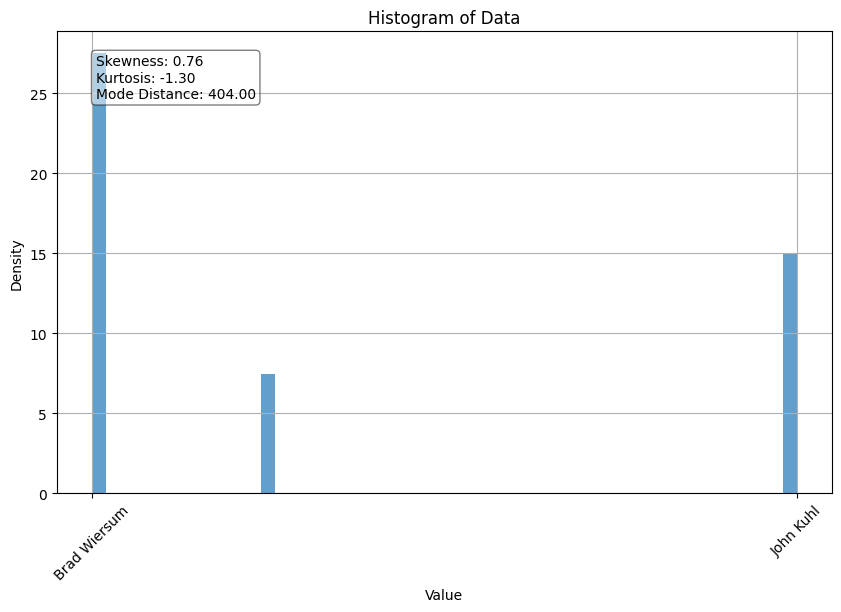 Histogram of Data
Skewness: 0.76
Kurtosis: -1.30
Mode Distance: 404.00
Density
25
20
15
10
5
0
Brad Wiersum
John Kuhl
Value